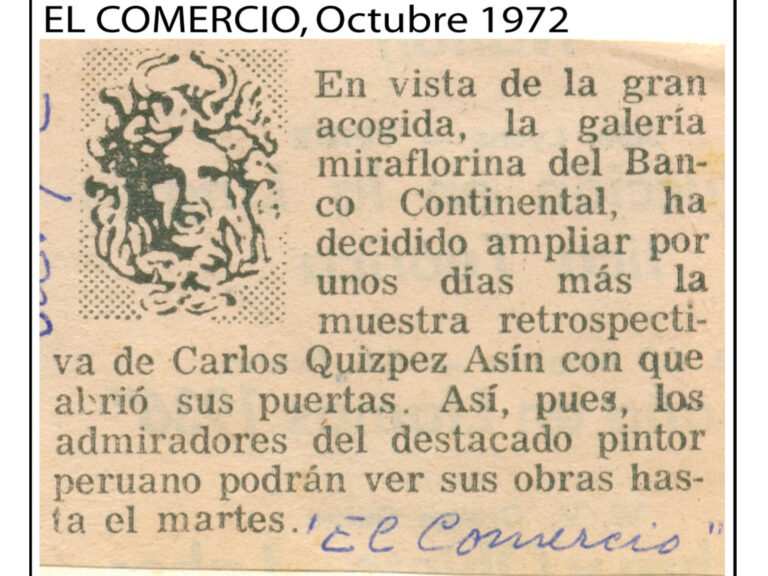 EL COMERCIO, Octubre 1972
En vista de la gran
acogida, la galería
miraflorina del Ban-
co Continental, ha
decidido ampliar por
unos días más la
muestra retrospecti-
va de Carlos Quizpez Asín con que
abrió sus puertas. Así, pues, los
admiradores del destacado pintor
peruano podrán ver sus obras has-
ta el martes.
"El Comercio"